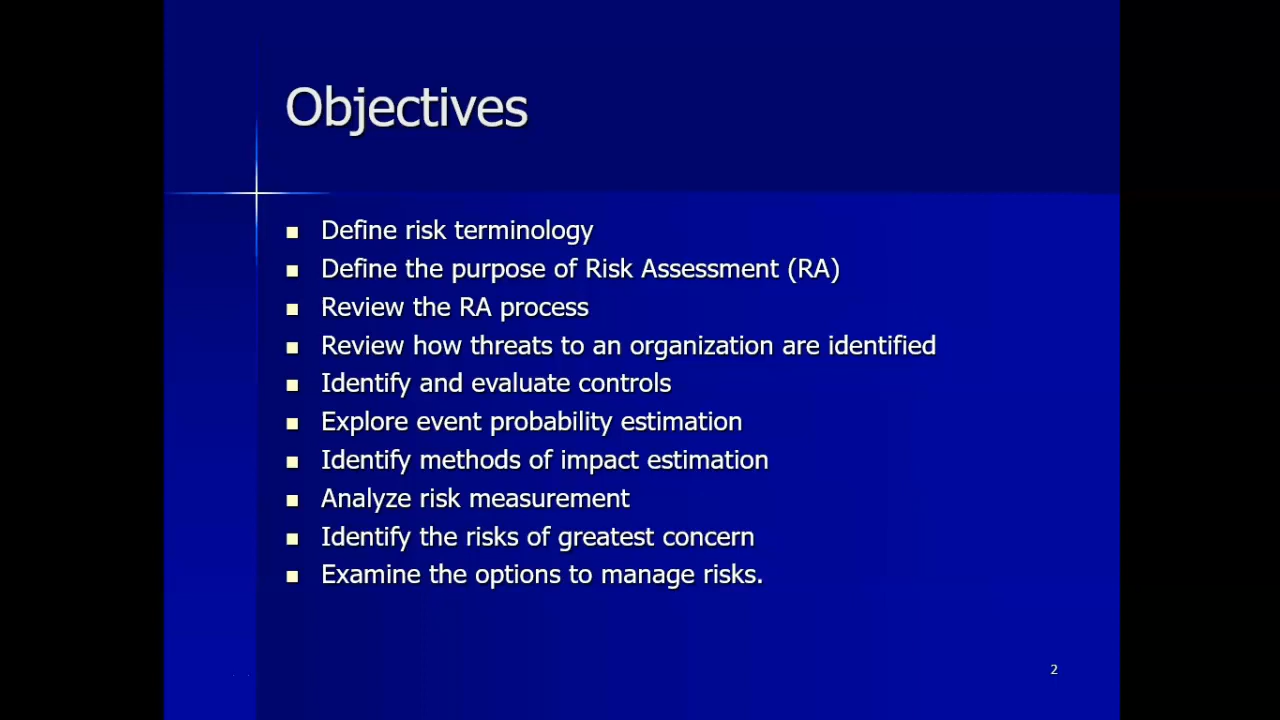 Objectives
■ Define risk terminology
■ Define the purpose of Risk Assessment (RA)
■ Review the RA process
■ Review how threats to an organization are identified
■ Identify and evaluate controls
■ Explore event probability estimation
■ Identify methods of impact estimation
■ Analyze risk measurement
■ Identify the risks of greatest concern
■ Examine the options to manage risks.
2